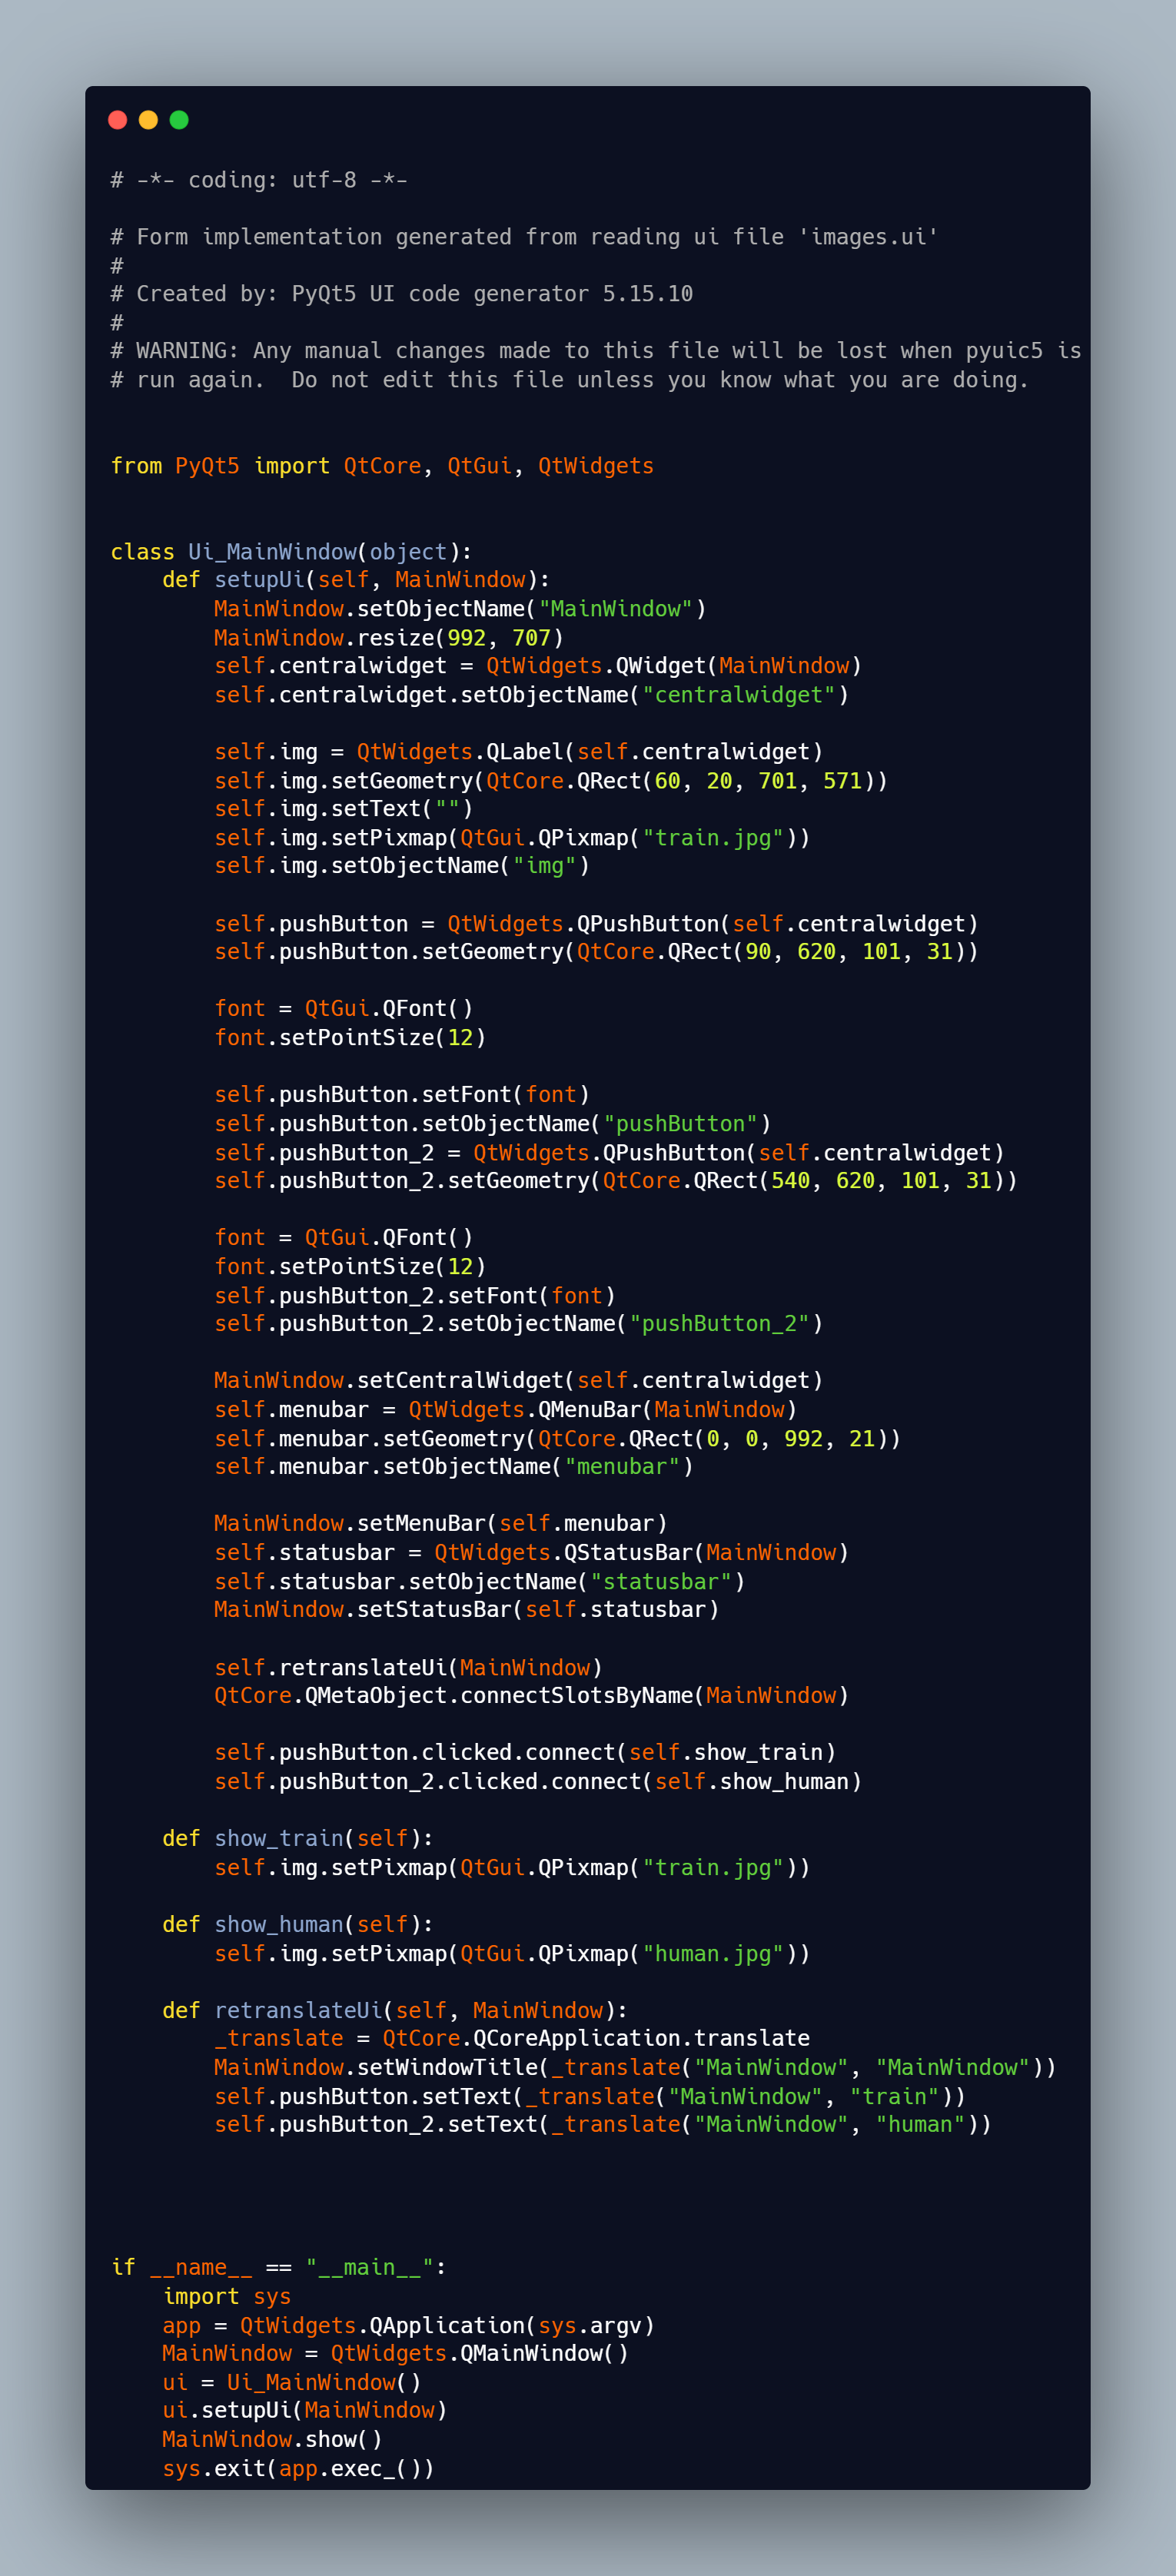 # -*- coding: utf-8 -*-
# Form implementation generated from reading ui file 'images.ui'
#
# Created by: PyQt5 UI code generator 5.15.10
#
# WARNING: Any manual changes made to this file will be lost when pyuic5 is
# run again.  Do not edit this file unless you know what you are doing.
from PyQt5 import QtCore, QtGui, QtWidgets
class Ui_MainWindow(object):
    def setupUi(self, MainWindow):
        MainWindow.setObjectName("MainWindow")
        MainWindow.resize(992, 707)
        self.centralwidget = QtWidgets.QWidget(MainWindow)
        self.centralwidget.setObjectName("centralwidget")
        self.img = QtWidgets.QLabel(self.centralwidget)
        self.img.setGeometry(QtCore.QRect(60, 20, 701, 571))
        self.img.setText("")
        self.img.setPixmap(QtGui.QPixmap("train.jpg"))
        self.img.setObjectName("img")
        self.pushButton = QtWidgets.QPushButton(self.centralwidget)
        self.pushButton.setGeometry(QtCore.QRect(90, 620, 101, 31))
        font = QtGui.QFont()
        font.setPointSize(12)
        self.pushButton.setFont(font)
        self.pushButton.setObjectName("pushButton")
        self.pushButton_2 = QtWidgets.QPushButton(self.centralwidget)
        self.pushButton_2.setGeometry(QtCore.QRect(540, 620, 101, 31))
        font = QtGui.QFont()
        font.setPointSize(12)
        self.pushButton_2.setFont(font)
        self.pushButton_2.setObjectName("pushButton_2")
        MainWindow.setCentralWidget(self.centralwidget)
        self.menubar = QtWidgets.QMenuBar(MainWindow)
        self.menubar.setGeometry(QtCore.QRect(0, 0, 992, 21))
        self.menubar.setObjectName("menubar")
        MainWindow.setMenuBar(self.menubar)
        self.statusbar = QtWidgets.QStatusBar(MainWindow)
        self.statusbar.setObjectName("statusbar")
        MainWindow.setStatusBar(self.statusbar)
        self.retranslateUi(MainWindow)
        QtCore.QMetaObject.connectSlotsByName(MainWindow)
        self.pushButton.clicked.connect(self.show_train)
        self.pushButton_2.clicked.connect(self.show_human)
    def show_train(self):
        self.img.setPixmap(QtGui.QPixmap("train.jpg"))
    def show_human(self):
        self.img.setPixmap(QtGui.QPixmap("human.jpg"))
    def retranslateUi(self, MainWindow):
        _translate = QtCore.QCoreApplication.translate
        MainWindow.setWindowTitle(_translate("MainWindow", "MainWindow"))
        self.pushButton.setText(_translate("MainWindow", "train"))
        self.pushButton_2.setText(_translate("MainWindow", "human"))
if __name__ == "__main__":
    import sys
    app = QtWidgets.QApplication(sys.argv)
    MainWindow = QtWidgets.QMainWindow()
    ui = Ui_MainWindow()
    ui.setupUi(MainWindow)
    MainWindow.show()
    sys.exit(app.exec_())